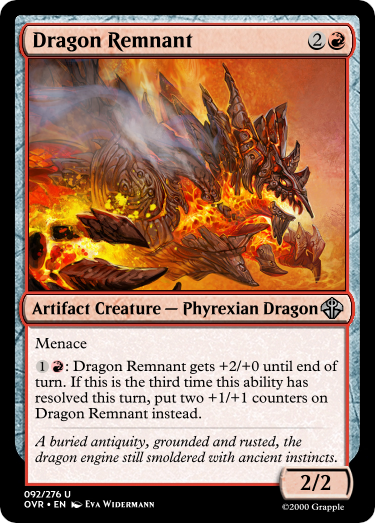 Dragon Remnant 2
Artifact Creature — Phyrexian Dragon
Menace
1 : Dragon Remnant gets +2/+0 until end of
turn. If this is the third time this ability has
resolved this turn, put two +1/+1 counters on
Dragon Remnant instead.
A buried antiquity, grounded and rusted, the
dragon engine still smoldered with ancient instincts.
2/2
092/276 U
OVR • EN Eva Widermann
©2000 Grapple